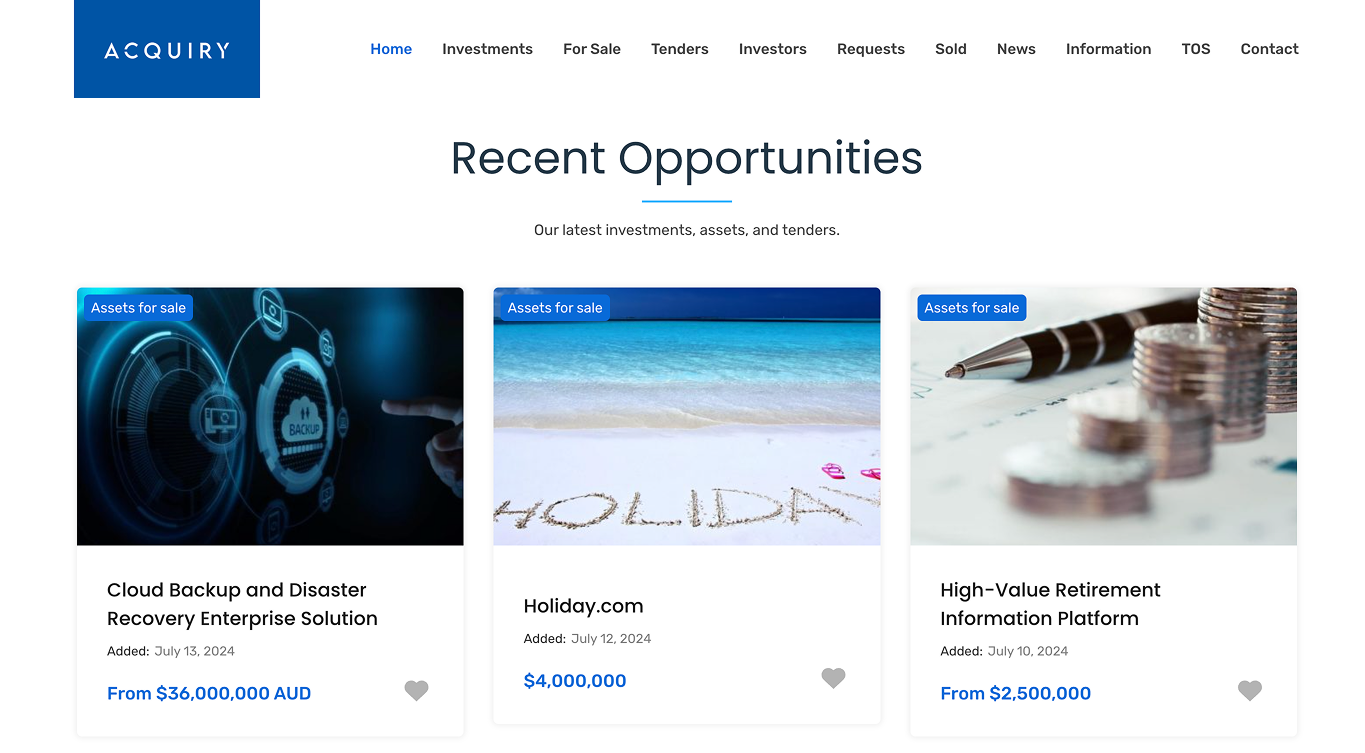 ACQUIRY
Home Investments For Sale Tenders Investors Requests Sold News Information TOS Contact
Recent Opportunities
Our latest investments, assets, and tenders.
Assets for sale
BACKUP
Cloud Backup and Disaster
Recovery Enterprise Solution
Added: July 13, 2024
From $36,000,000 AUD
Assets for sale
HOLIDAY
Holiday.com
Added: July 12, 2024
$4,000,000
Assets for sale
High-Value Retirement
Information Platform
Added: July 10, 2024
From $2,500,000